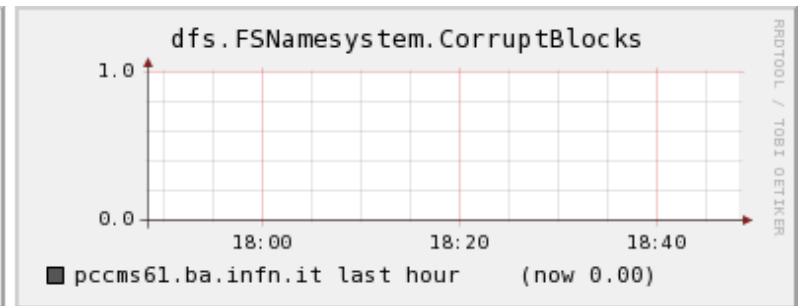 dfs.FSNamesystem.CorruptBlocks
1.0
0.0
18:00 18:20 18:40
pccms61.ba.infn.it last hour (now 0.00)
RRDTOOL / TOBI OETIKER